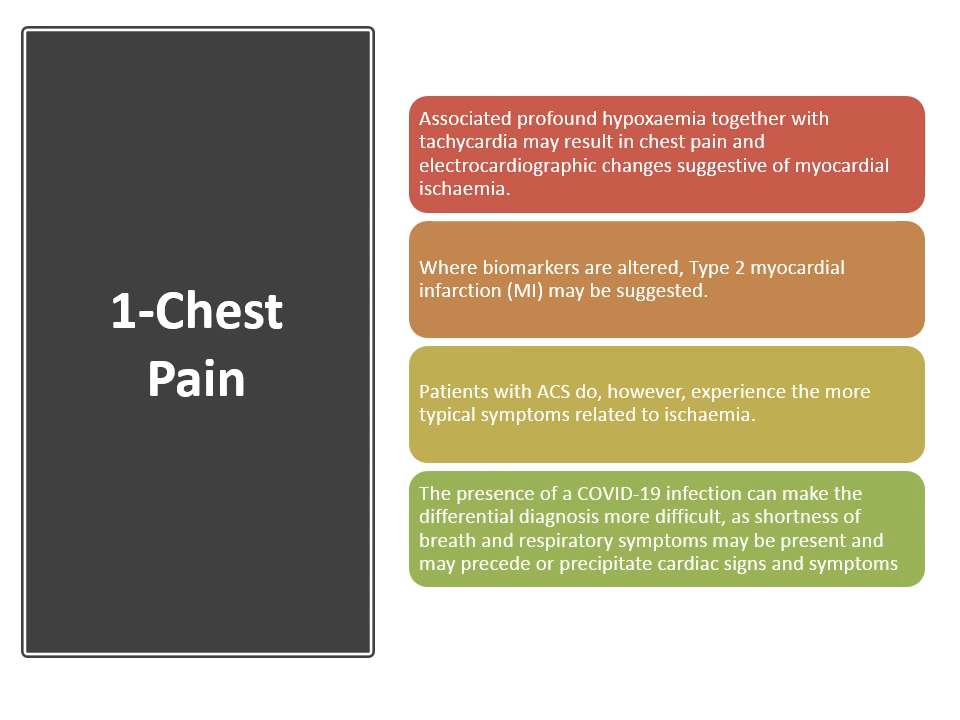 1-Chest
Pain
Associated profound hypoxaemia together with
tachycardia may result in chest pain and
electrocardiographic changes suggestive of myocardial
ischaemia.
Where biomarkers are altered, Type 2 myocardial
infarction (MI) may be suggested.
Patients with ACS do, however, experience the more
typical symptoms related to ischaemia.
The presence of a COVID-19 infection can make the
differential diagnosis more difficult, as shortness of
breath and respiratory symptoms may be present and
may precede or precipitate cardiac signs and symptoms